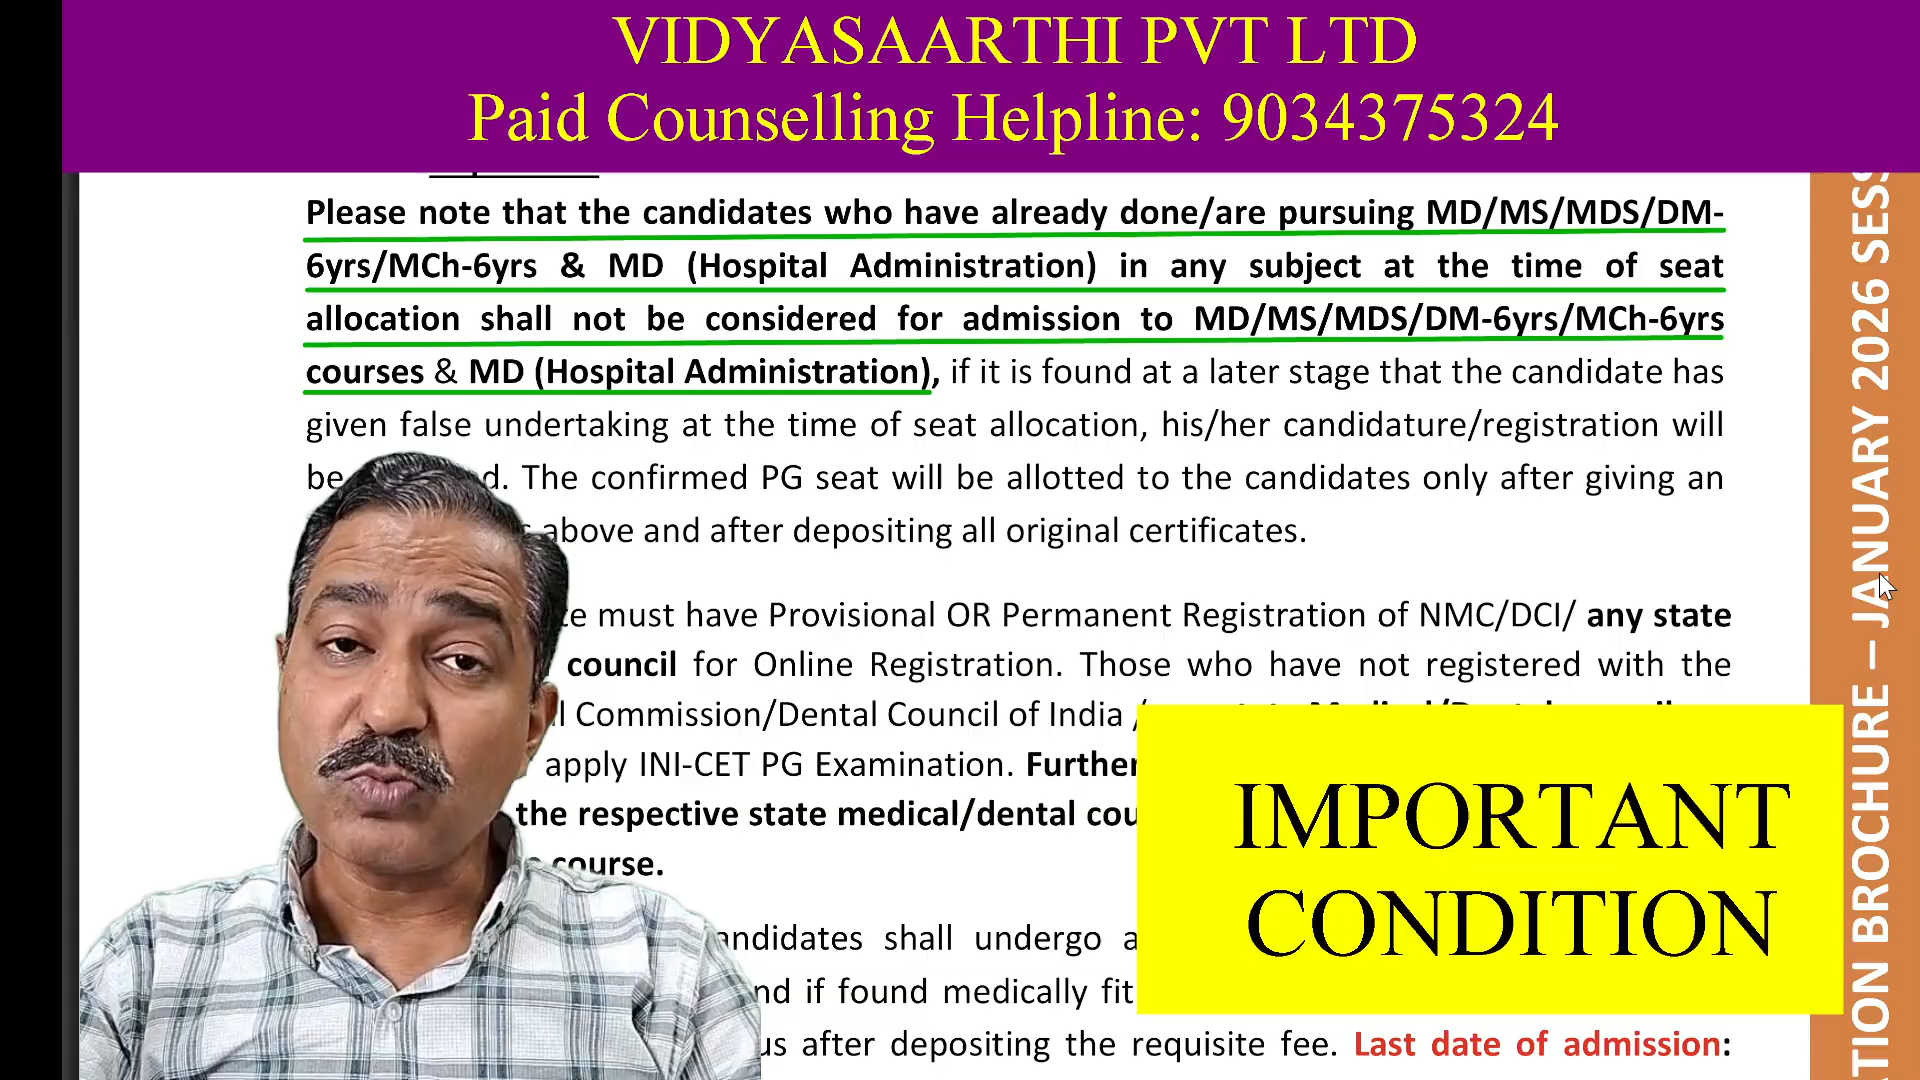 VIDYASAARTHI PVT LTD
Paid Counselling Helpline: 9034375324
Please note that the candidates who have already done/are pursuing MD/MS/MDS/DM-
6yrs/MCh-6yrs & MD (Hospital Administration) in any subject at the time of seat
allocation shall not be considered for admission to MD/MS/MDS/DM-6yrs/MCh-6yrs
courses & MD (Hospital Administration), if it is found at a later stage that the candidate has
given false undertaking at the time of seat allocation, his/her candidature/registration will
be d. The confirmed PG seat will be allotted to the candidates only after giving an
above and after depositing all original certificates.
must have Provisional OR Permanent Registration of NMC/DCI/ any state
council for Online Registration. Those who have not registered with the
Commission/Dental Council of India /
apply INI-CET PG Examination. Further
the respective state medical/dental cou
course.
andidates shall undergo a
nd if found medically fit
us after depositing the requisite fee. Last date of admission:
IMPORTANT
CONDITION
ATION BROCHURE – JANUARY 2026 SESS